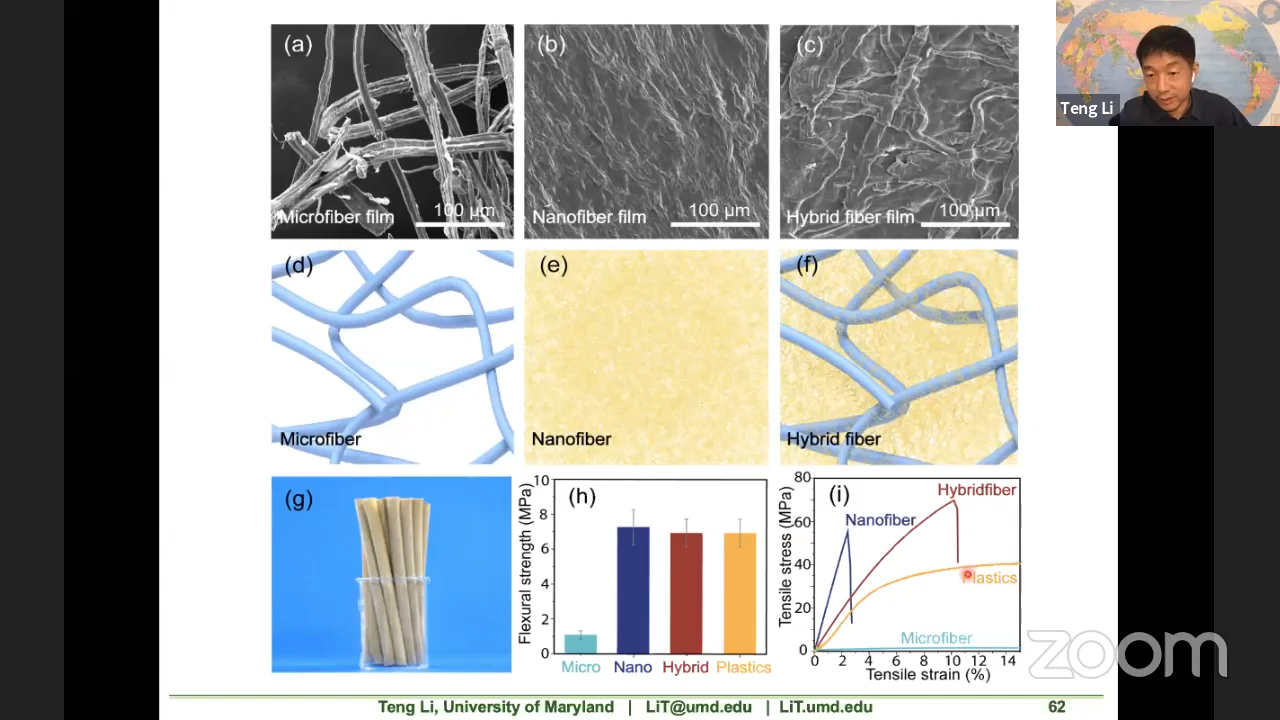 (a)
Microfiber film
100 µm
(b)
Nanofiber film
100 µm
(c)
Hybrid fiber film
100 µm
Teng Li
(d)
Microfiber
(e)
Nanofiber
(f)
Hybrid fiber
(g)
(h)
Flexural strength (MPa)
10
8
6
4
2
0
Micro
Nano
Hybrid
Plastics
(i)
Tensile stress (MPa)
80
60
40
20
0
Hybridfiber
Nanofiber
Plastics
Microfiber
0 2 4 6 8 10 12 14
Tensile strain (%)
zoom
Teng Li, University of Maryland | LiT@umd.edu | LiT.umd.edu
62